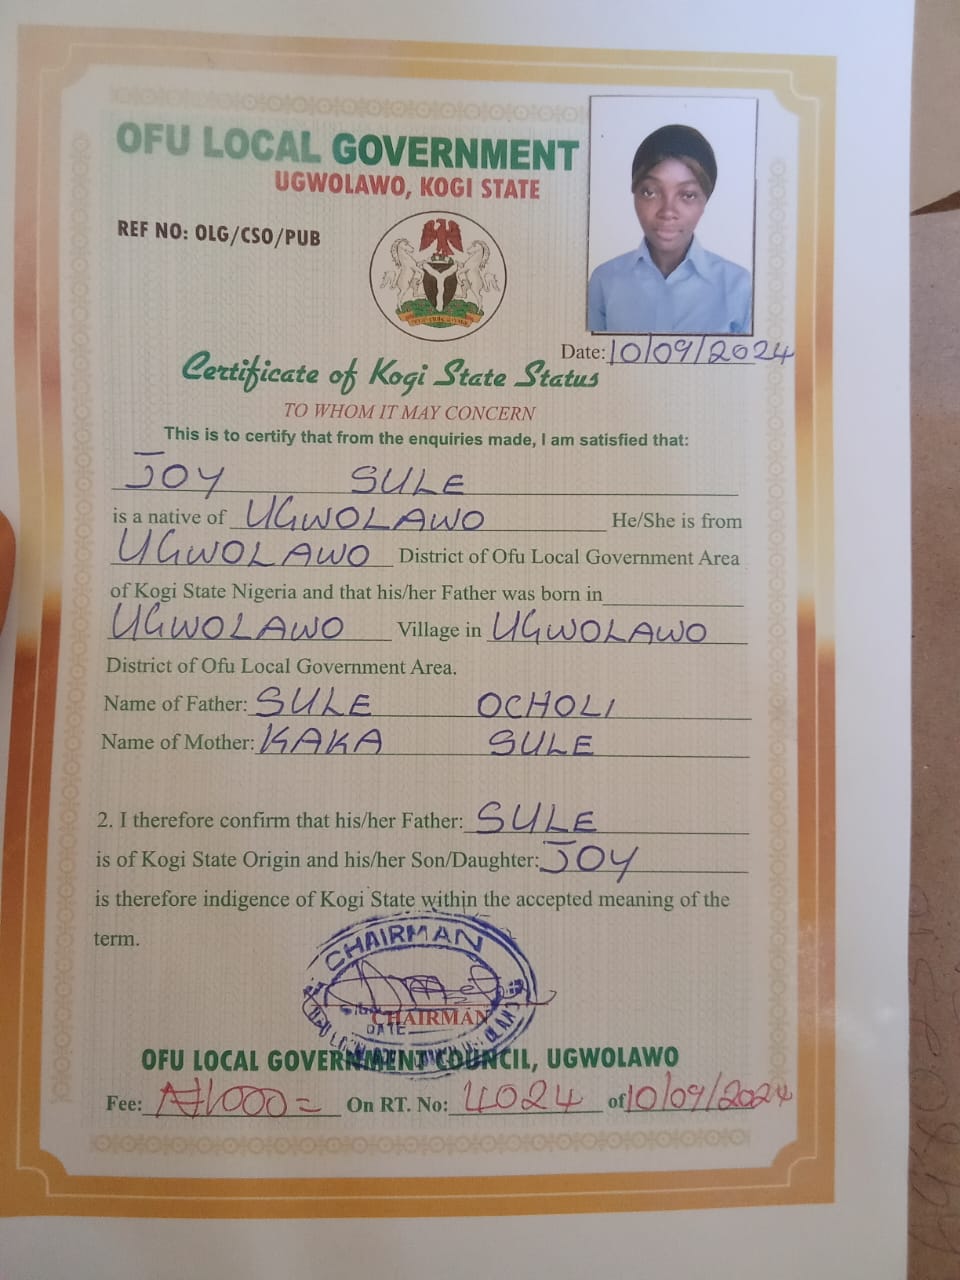 OFU LOCAL GOVERNMENT
UGWOLAWO, KOGI STATE
REF NO: OLG/CSO/PUB
Date: 10/09/2024
Certificate of Kogi State Status
TO WHOM IT MAY CONCERN
This is to certify that from the enquiries made, I am satisfied that:
JOY SULE
is a native of UGWOLAWO He/She is from
UGWOLAWO District of Ofu Local Government Area
of Kogi State Nigeria and that his/her Father was born in
UGWOLAWO Village in UGWOLAWO
District of Ofu Local Government Area.
Name of Father: SULE OCHOLI
Name of Mother: KAKA SULE
2. I therefore confirm that his/her Father: SULE
is of Kogi State Origin and his/her Son/Daughter: JOY
is therefore indigence of Kogi State within the accepted meaning of the
term.
CHAIRMAN
CHAIRMAN
DATE
OFU LOCAL GOVERNMENT COUNCIL, UGWOLAWO
Fee: ₦1000= On RT. No: 4024 of 10/09/2024